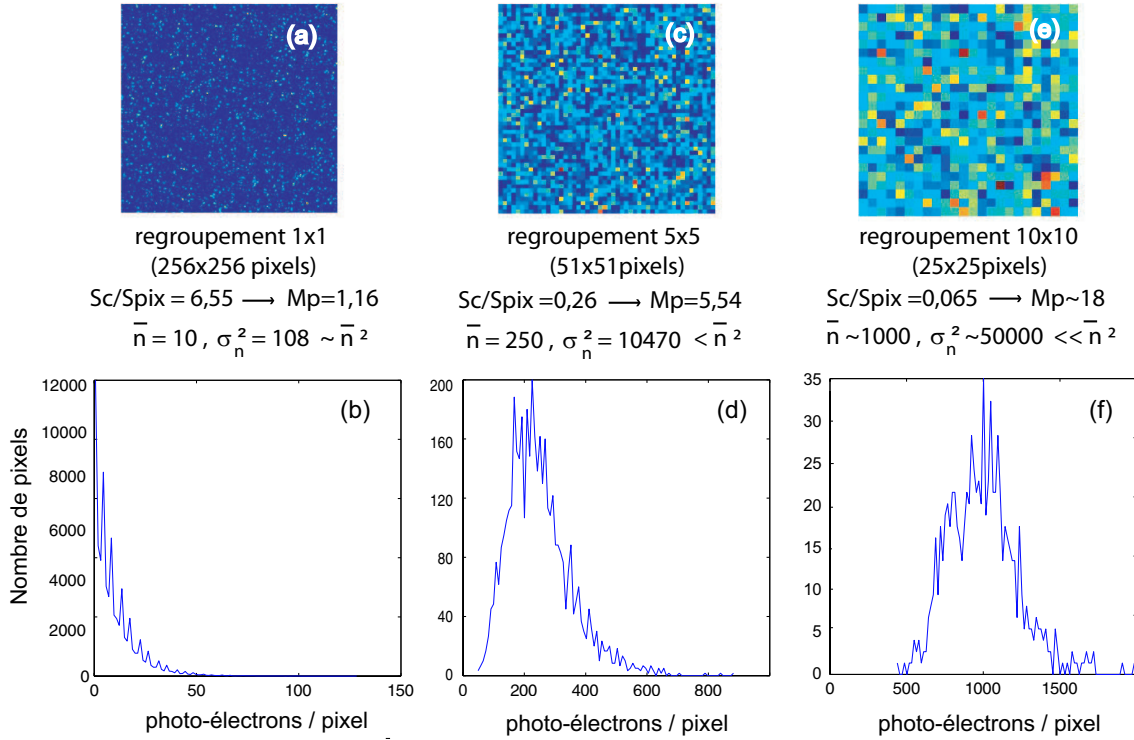 (a)
(c)
(e)
regroupement 1x1
(256x256 pixels)
Sc/Spix = 6,55 → Mp=1,16
n̅ = 10 , σₙ² = 108 ~ n̅ ²
regroupement 5x5
(51x51pixels)
Sc/Spix =0,26 → Mp=5,54
n̅ = 250 , σₙ² = 10470 < n̅ ²
regroupement 10x10
(25x25pixels)
Sc/Spix =0,065 → Mp~18
n̅ ~1000 , σₙ² ~50000 << n̅ ²
Nombre de pixels
12000
10000
8000
6000
4000
2000
0
(b)
0 50 100 150
photo-électrons / pixel
200
160
120
80
40
0
(d)
0 200 400 600 800
photo-électrons / pixel
35
30
25
20
15
10
5
0
(f)
0 500 1000 1500
photo-électrons / pixel